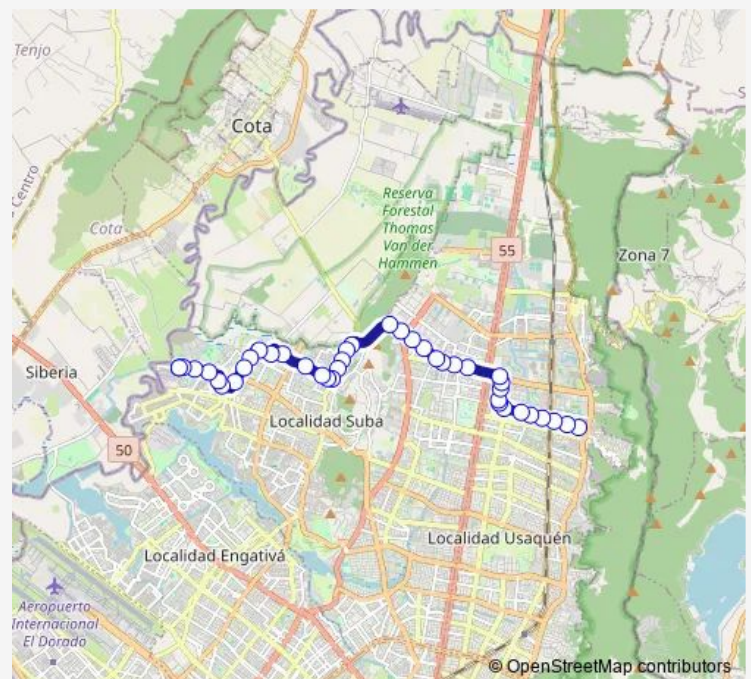 Tenjo
Cota
Centro
Cota
Reserva
Forestal
Thomas
Van der
Hammen
55
Zona 7
S
Siberia
Localidad Suba
50
Localidad Usaquén
Localidad Engativá
Aeropuerto
Internacional
El Dorado
© OpenStreetMap contributors